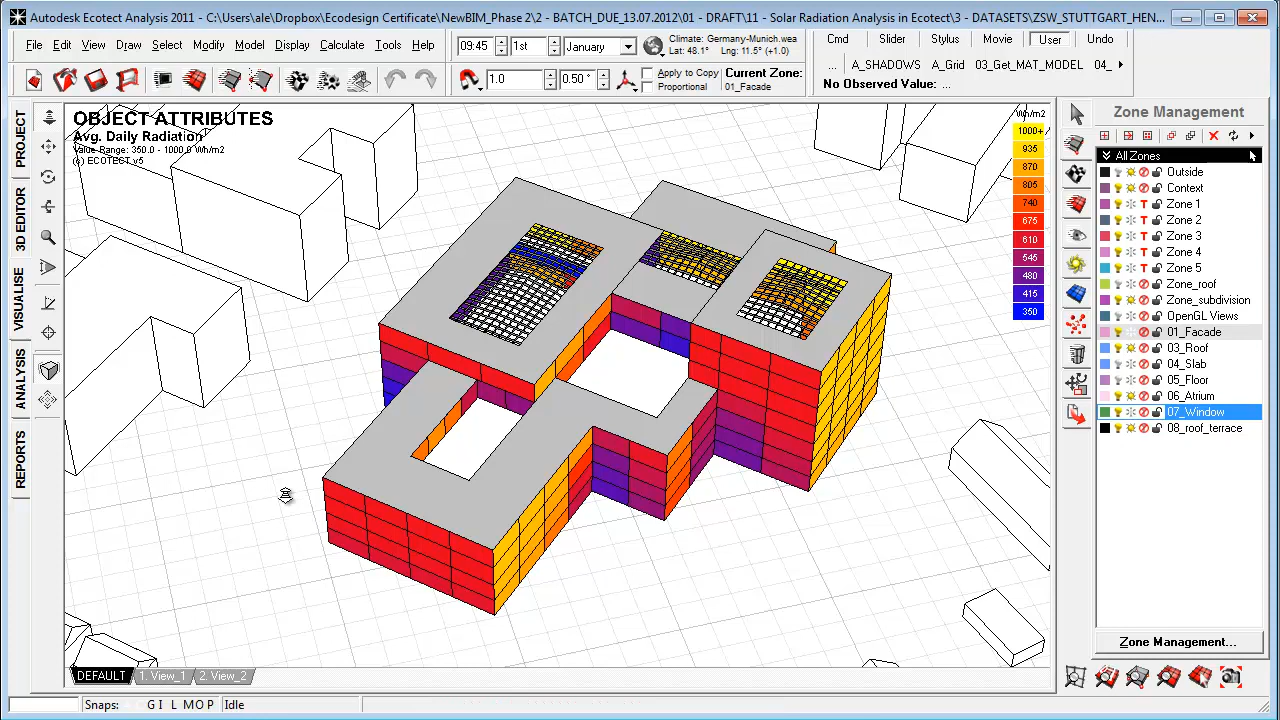 Autodesk Ecotect Analysis 2011 - C:\Users\ale\Dropbox\Ecodesign Certificate\NewBIM_Phase 2\2 - BATCH_DUE_13.07.2012\01 - DRAFT\11 - Solar Radiation Analysis in Ecotect\3 - DATASETS\ZSW_STUTTGART_HEN...
File Edit View Draw Select Modify Model Display Calculate Tools Help
09:45 1st January
Climate: Germany-Munich.wea
Lat: 48.1° Lng: 11.5° (+1.0)
Cmd Slider Stylus Movie User Undo
... A_SHADOWS A_Grid 03_Get_MAT_MODEL 04_
No Observed Value: ...
1.0 0.50 °
Apply to Copy
Proportional
Current Zone:
01_Facade
PROJECT
3D EDITOR
VISUALISE
ANALYSIS
REPORTS
OBJECT ATTRIBUTES
Avg. Daily Radiation
Value Range: 350.0 - 1000.0 Wh/m2
(c) ECOTECT v5
Wh/m2
1000+
935
870
805
740
675
610
545
480
415
350
Zone Management
All Zones
Outside
Context
T Zone 1
T Zone 2
T Zone 3
T Zone 4
T Zone 5
Zone_roof
Zone_subdivision
OpenGL Views
01_Facade
03_Roof
04_Slab
05_Floor
06_Atrium
07_Window
08_roof_terrace
Zone Management...
DEFAULT 1. View_1 2. View_2
Snaps: G I L M O P Idle